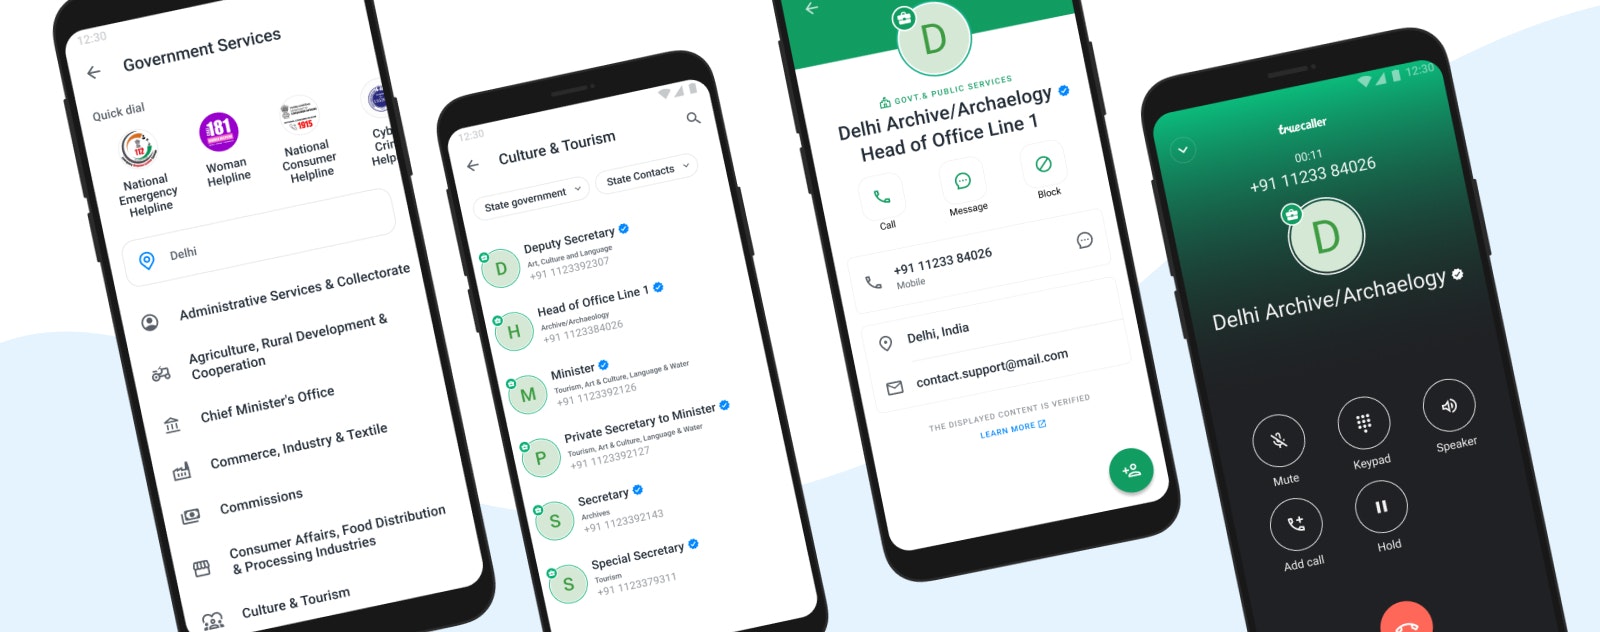 12:30
Government Services
Quick dial
112
National
Emergency
Helpline
181
Woman
Helpline
1915
National
Consumer
Helpline
Cyb
Crin
Help
Delhi
Administrative Services & Collectorate
Agriculture, Rural Development &
Cooperation
Chief Minister's Office
Commerce, Industry & Textile
Commissions
Consumer Affairs, Food Distribution
& Processing Industries
Culture & Tourism
12:30
Culture & Tourism
State government
State Contacts
D
Deputy Secretary
Art, Culture and Language
+91 1123392307
H
Head of Office Line 1
Archive/Archaeology
+91 1123384026
M
Minister
Tourism, Art & Culture, Language & Water
+91 1123392126
P
Private Secretary to Minister
Tourism, Art & Culture, Language & Water
+91 1123392127
S
Secretary
Archives
+91 1123392143
S
Special Secretary
Tourism
+91 1123379311
D
GOVT.& PUBLIC SERVICES
Delhi Archive/Archaelogy
Head of Office Line 1
Call
Message
Block
+91 11233 84026
Mobile
Delhi, India
contact.support@mail.com
THE DISPLAYED CONTENT IS VERIFIED
LEARN MORE
12:30
truecaller
00:11
+91 11233 84026
D
Delhi Archive/Archaelogy
Mute
Keypad
Speaker
Add call
Hold